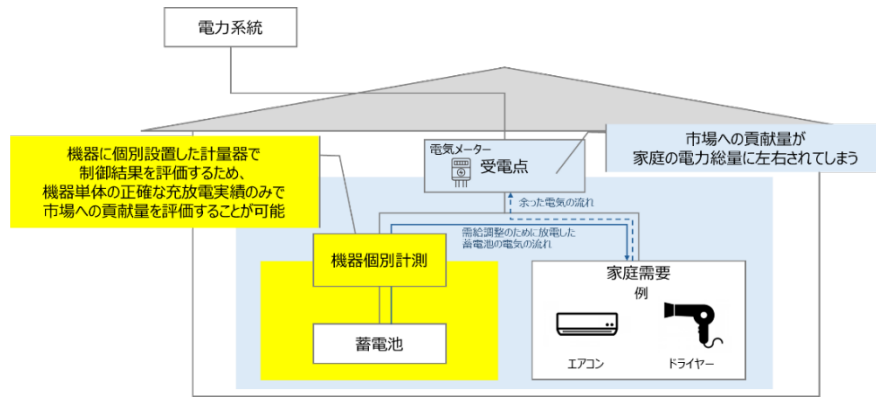 電力系統
機器に個別設置した計量器で
制御結果を評価するため、
機器単体の正確な充放電実績のみで
市場への貢献量を評価することが可能
電気メーター
受電点
市場への貢献量が
家庭の電力総量に左右されてしまう
余った電気の流れ
需給調整のために放電した
蓄電池の電気の流れ
機器個別計測
蓄電池
家庭需要
例
エアコン
ドライヤー